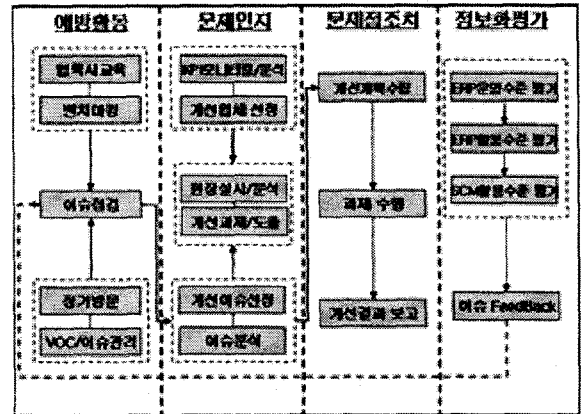 예방활동
문제인지
문제점조치
정보화평가
협력사교육
벤치마킹
이슈점검
정기방문
VOC/이슈관리
KPI모니터링/분석
개선업체 선정
현장실사/분석
개선과제/도출
개선이슈선정
이슈분석
개선계획수립
과제 수행
개선결과 보고
ERP운영수준 평가
ERP활용수준 평가
SCM활용수준 평가
이슈 FeedBack